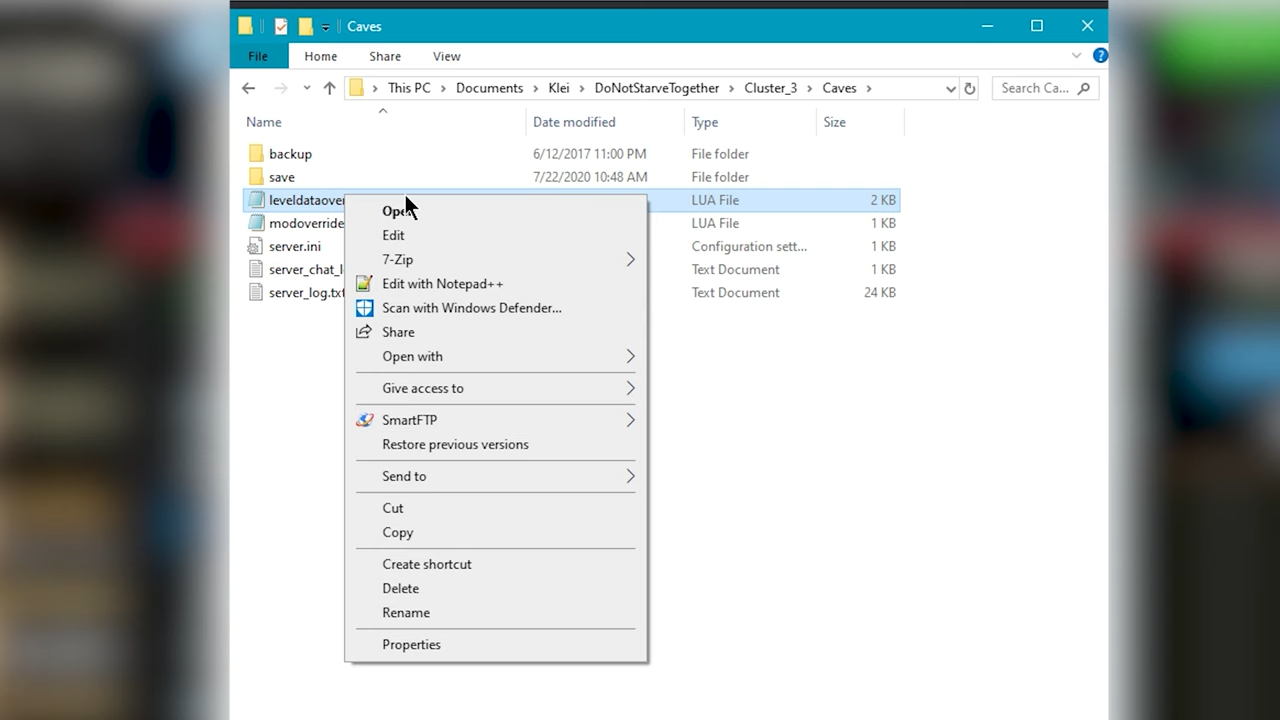 Caves
File Home Share View
This PC Documents Klei DoNotStarveTogether Cluster_3 Caves Search Ca...
Name Date modified Type Size
backup 6/12/2017 11:00 PM File folder
save 7/22/2020 10:48 AM File folder
leveldataover LUA File 2 KB
modoverride LUA File 1 KB
server.ini Configuration sett... 1 KB
server_chat_l Text Document 1 KB
server_log.txt Text Document 24 KB
Open
Edit
7-Zip
Edit with Notepad++
Scan with Windows Defender...
Share
Open with
Give access to
SmartFTP
Restore previous versions
Send to
Cut
Copy
Create shortcut
Delete
Rename
Properties